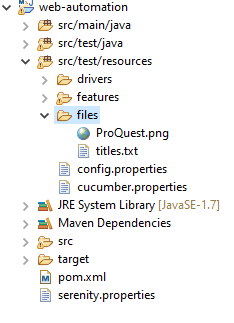 web-automation
src/main/java
src/test/java
src/test/resources
drivers
features
files
ProQuest.png
titles.txt
config.properties
cucumber.properties
JRE System Library [JavaSE-1.7]
Maven Dependencies
src
target
pom.xml
serenity.properties